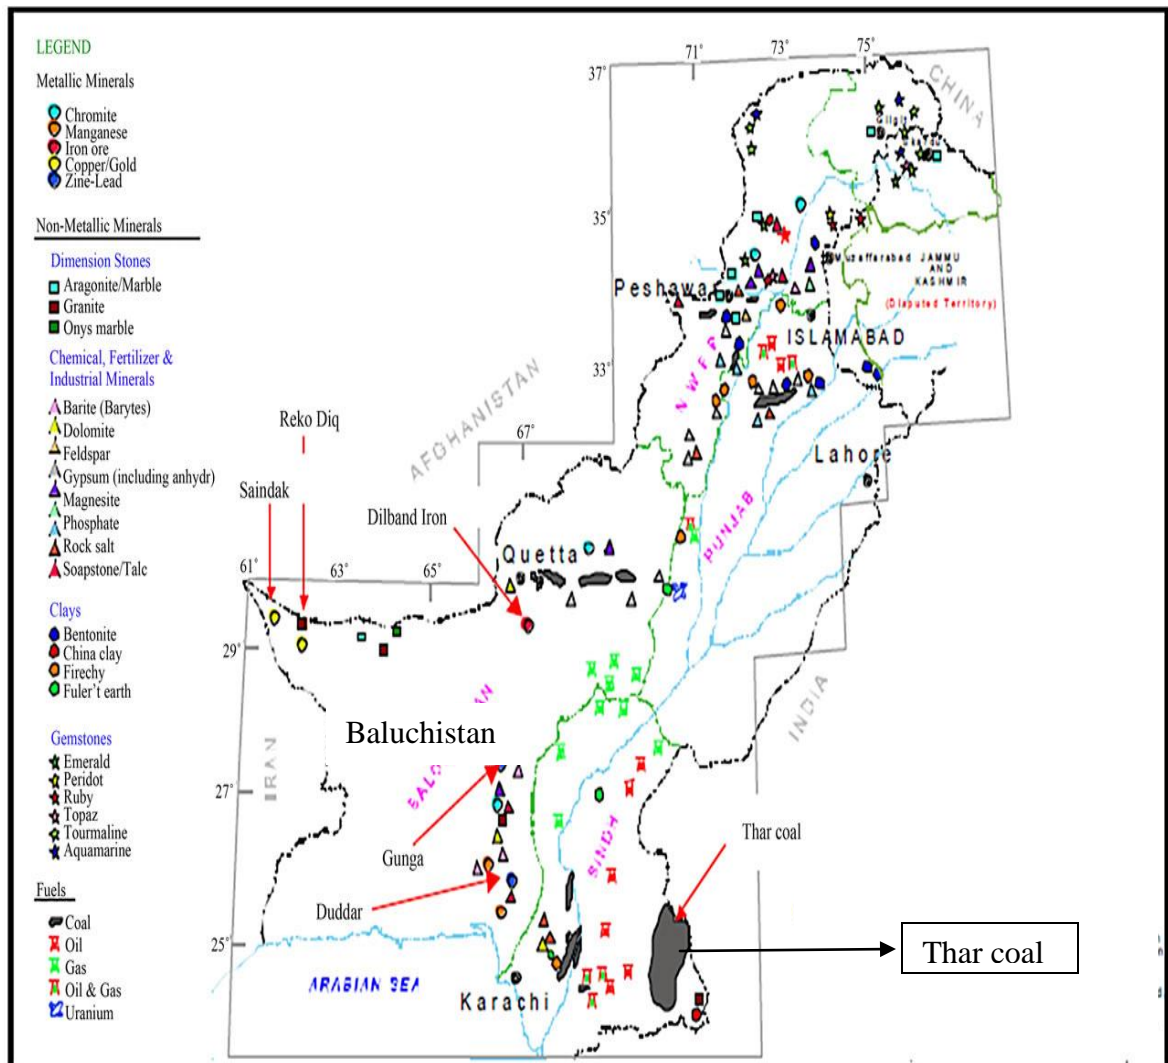 LEGEND
Metallic Minerals
Chromite
Manganese
Iron ore
Copper/Gold
Zine-Lead
Non-Metallic Minerals
Dimension Stones
Aragonite/Marble
Granite
Onys marble
Chemical, Fertilizer &
Industrial Minerals
Barite (Barytes)
Dolomite
Feldspar
Gypsum (including anhydr)
Magnesite
Phosphate
Rock salt
Soapstone/Talc
Clays
Bentonite
China clay
Firechy
Fuler't earth
Gemstones
Emerald
Peridot
Ruby
Topaz
Tourmaline
Aquamarine
Fuels
Coal
Oil
Gas
Oil & Gas
Uranium
71°
73°
75°
37°
CHINA
Gilgit
35°
Muzaffarabad
JAMMU
AND
KASHMIR
(Disputed Territory)
Peshawa
ISLAMABAD
33°
NWFP
AFGHANISTAN
67°
Lahore
PUNJAB
Reko Diq
Saindak
Dilband Iron
Quetta
61°
63°
65°
29°
INDIA
Baluchistan
IRAN
27°
SINDH
Thar coal
Gunga
Duddar
25°
Thar coal
ARABIAN SEA
Karachi